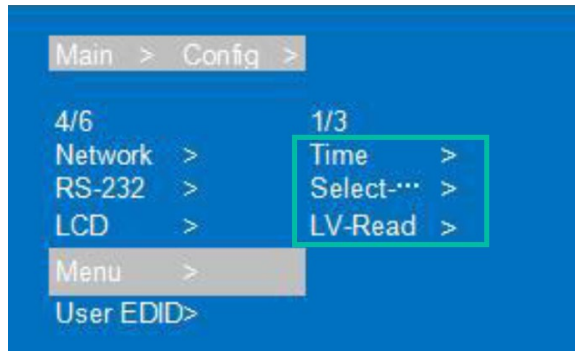 Main > Config >
4/6 1/3
Network > Time >
RS-232 > Select-··· >
LCD > LV-Read >
Menu >
User EDID>